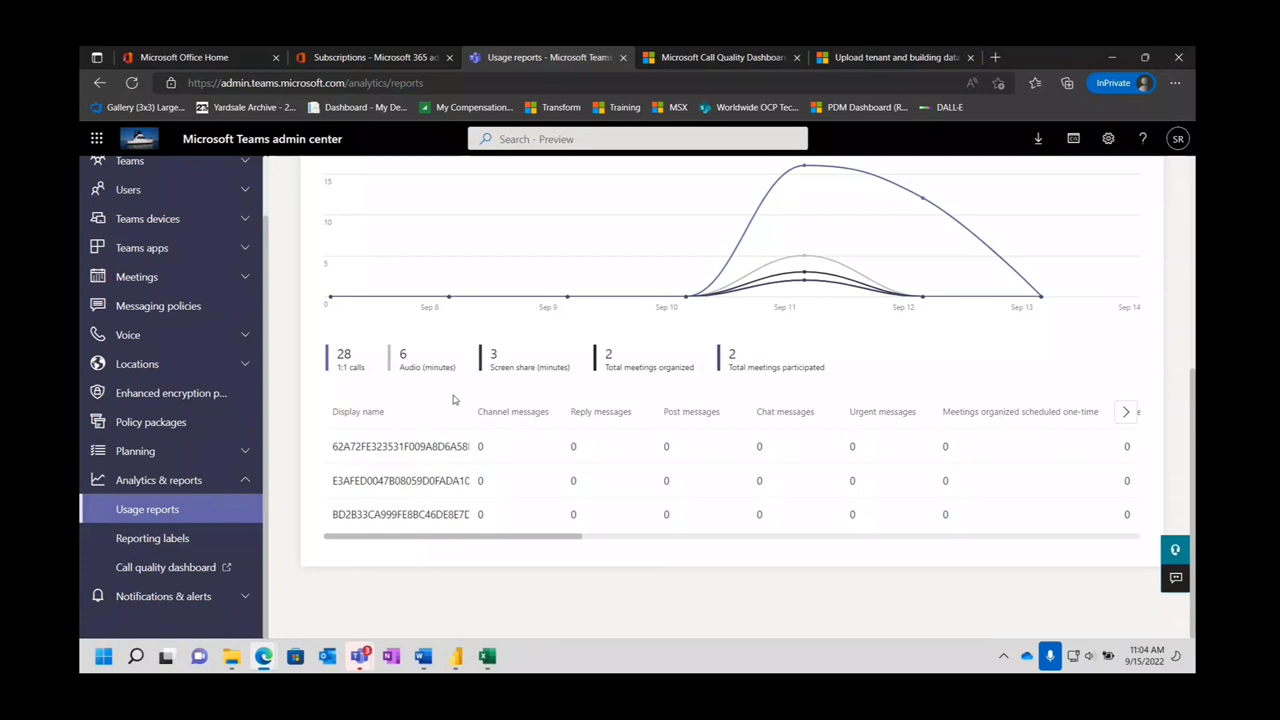 Microsoft Office Home
Subscriptions - Microsoft 365 ad
Usage reports - Microsoft Teams
Microsoft Call Quality Dashboard
Upload tenant and building data
https://admin.teams.microsoft.com/analytics/reports
InPrivate
Gallery (3x3) Large...
Yardsale Archive - 2...
Dashboard - My De...
My Compensation...
Transform
Training
MSX
Worldwide OCP Tec...
PDM Dashboard (R...
DALL·E
Microsoft Teams admin center
Search - Preview
SR
Teams
Users
Teams devices
Teams apps
Meetings
Messaging policies
Voice
Locations
Enhanced encryption p...
Policy packages
Planning
Analytics & reports
Usage reports
Reporting labels
Call quality dashboard
Notifications & alerts
15
10
5
0
Sep 8 Sep 9 Sep 10 Sep 11 Sep 12 Sep 13 Sep 14
28 6 3 2 2
1:1 calls Audio (minutes) Screen share (minutes) Total meetings organized Total meetings participated
Display name Channel messages Reply messages Post messages Chat messages Urgent messages Meetings organized scheduled one-time
62A72FE323531F009A8D6A58 0 0 0 0 0 0 0
E3AFED0047B08059D0FADA1 0 0 0 0 0 0 0
BD2B33CA999FE8BC46DE8E7 0 0 0 0 0 0 0
11:04 AM
9/15/2022